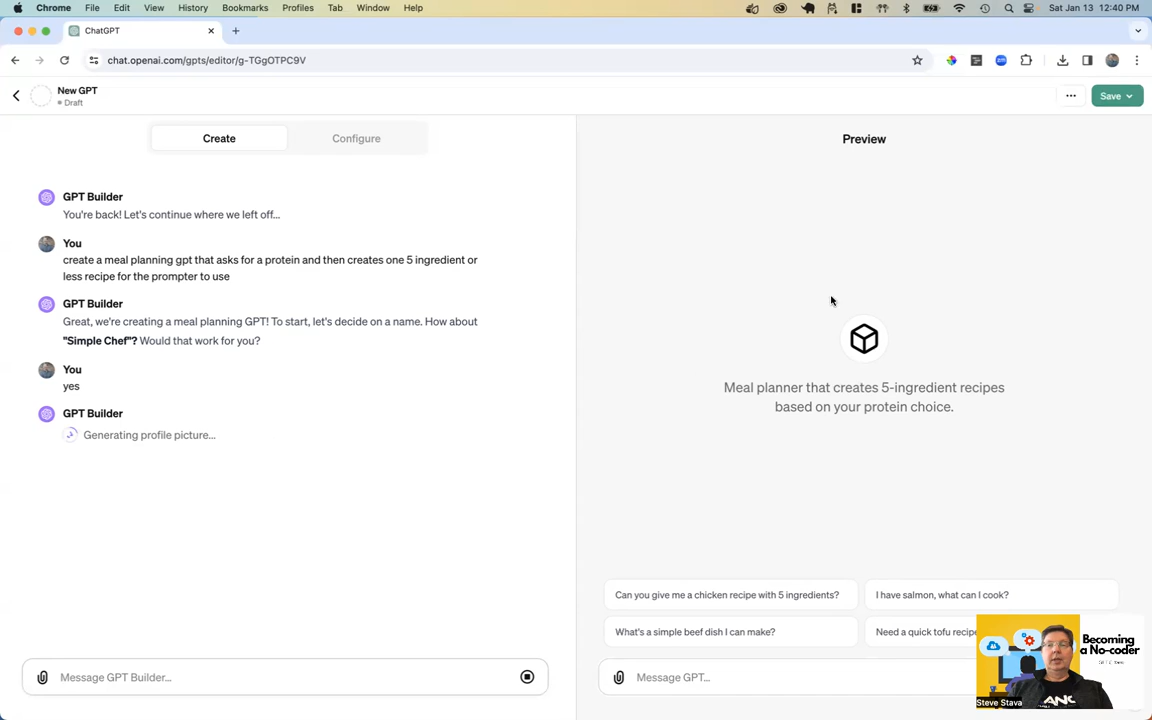 Chrome File Edit View History Bookmarks Profiles Tab Window Help Sat Jan 13 12:40 PM
ChatGPT
chat.openai.com/gpts/editor/g-TGgOTPC9V
New GPT
Draft
Save
Create Configure
Preview
GPT Builder
You're back! Let's continue where we left off...
You
create a meal planning gpt that asks for a protein and then creates one 5 ingredient or
less recipe for the prompter to use
GPT Builder
Great, we're creating a meal planning GPT! To start, let's decide on a name. How about
"Simple Chef"? Would that work for you?
You
yes
GPT Builder
Generating profile picture...
Meal planner that creates 5-ingredient recipes
based on your protein choice.
Can you give me a chicken recipe with 5 ingredients?
I have salmon, what can I cook?
What's a simple beef dish I can make?
Need a quick tofu recipe
Message GPT Builder...
Message GPT...
Becoming
a No-coder
Steve Stava